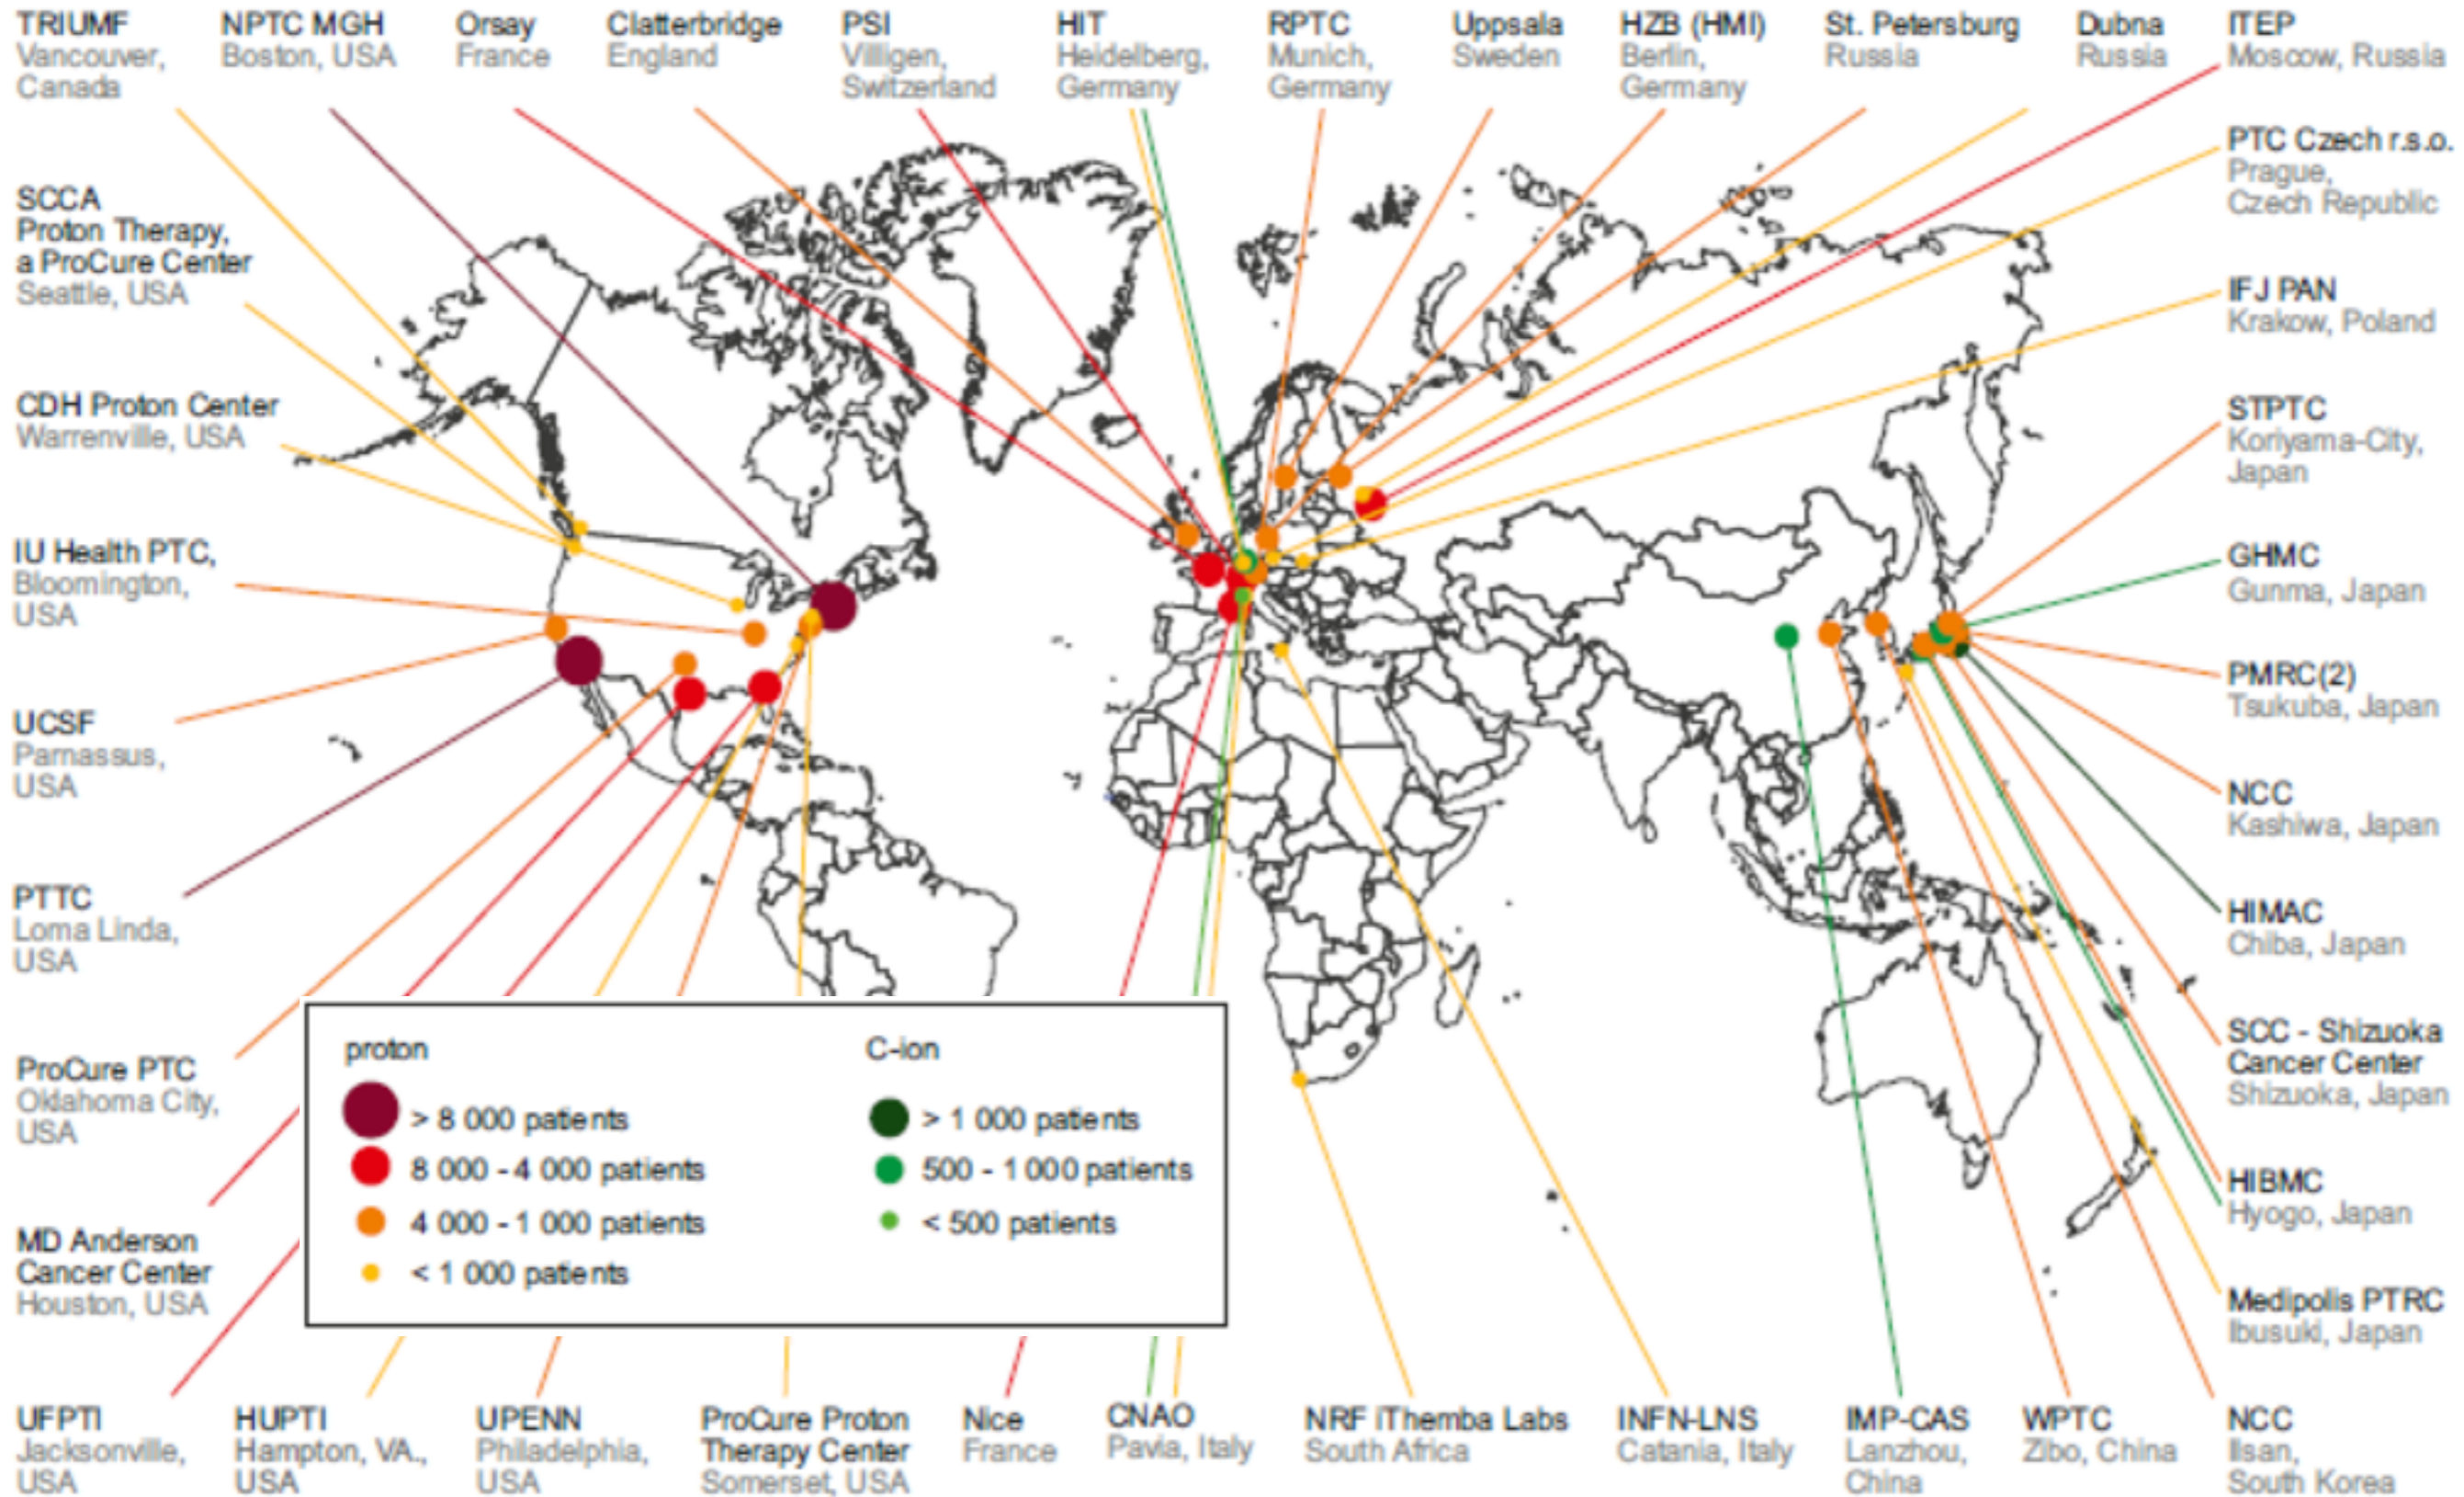 TRIUMF
Vancouver,
Canada
NPTC MGH
Boston, USA
Orsay
France
Clatterbridge
England
PSI
Villigen,
Switzerland
HIT
Heidelberg,
Germany
RPTC
Munich,
Germany
Uppsala
Sweden
HZB (HMI)
Berlin,
Germany
St. Petersburg
Russia
Dubna
Russia
ITEP
Moscow, Russia
SCCA
Proton Therapy,
a ProCure Center
Seattle, USA
CDH Proton Center
Warrenville, USA
IU Health PTC,
Bloomington,
USA
UCSF
Parnassus,
USA
PTTC
Loma Linda,
USA
ProCure PTC
Oklahoma City,
USA
MD Anderson
Cancer Center
Houston, USA
PTC Czech r.s.o.
Prague,
Czech Republic
IFJ PAN
Krakow, Poland
STPTC
Koriyama-City,
Japan
GHMC
Gunma, Japan
PMRC(2)
Tsukuba, Japan
NCC
Kashiwa, Japan
HIMAC
Chiba, Japan
SCC - Shizuoka
Cancer Center
Shizuoka, Japan
HIBMC
Hyogo, Japan
Medipolis PTRC
Ibusuki, Japan
proton
> 8 000 patients
8 000 - 4 000 patients
4 000 - 1 000 patients
< 1 000 patients
C-ion
> 1 000 patients
500 - 1 000 patients
< 500 patients
UFPTI
Jacksonville,
USA
HUPTI
Hampton, VA.,
USA
UPENN
Philadelphia,
USA
ProCure Proton
Therapy Center
Somerset, USA
Nice
France
CNAO
Pavia, Italy
NRF iThemba Labs
South Africa
INFN-LNS
Catania, Italy
IMP-CAS
Lanzhou,
China
WPTC
Zibo, China
NCC
Ilsan,
South Korea